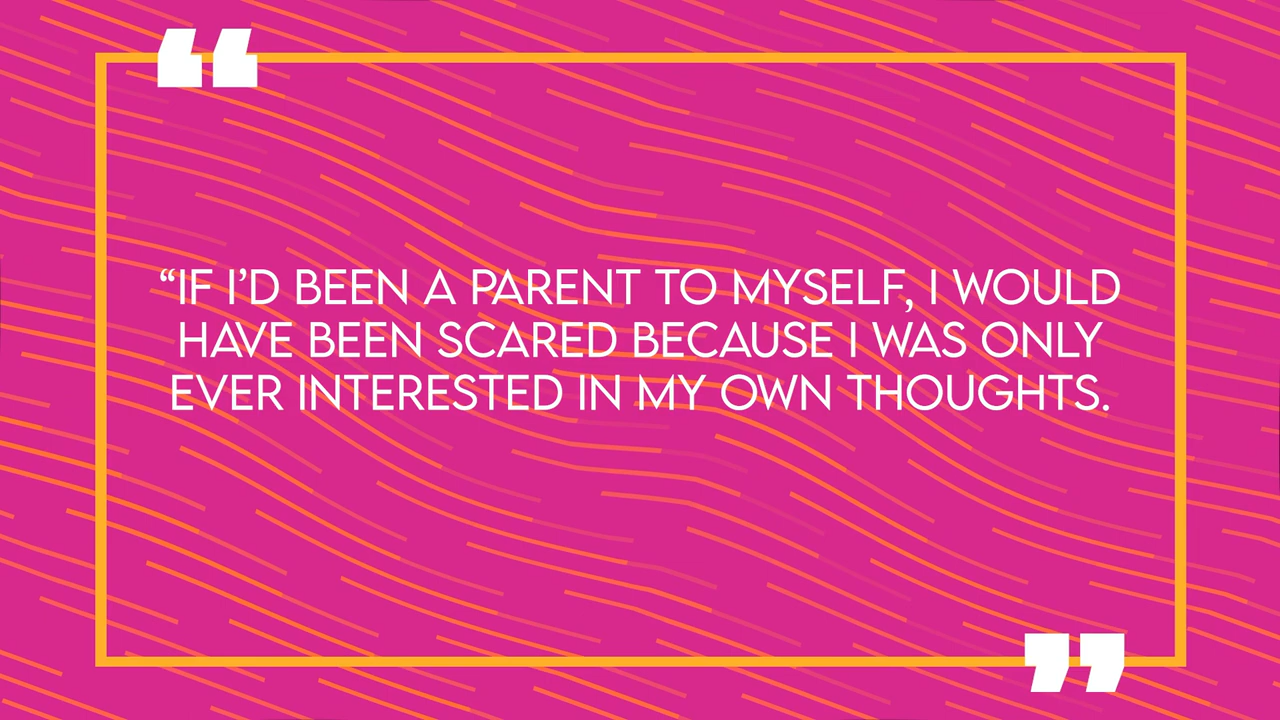 “IF I’D BEEN A PARENT TO MYSELF, I WOULD
HAVE BEEN SCARED BECAUSE I WAS ONLY
EVER INTERESTED IN MY OWN THOUGHTS.